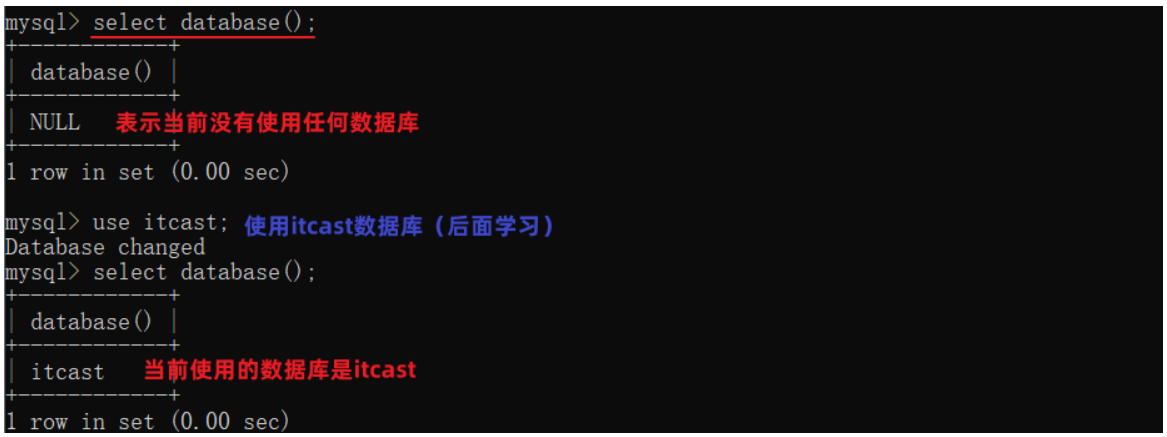 mysql> select database();
+------------+
| database() |
+------------+
| NULL 表示当前没有使用任何数据库
+------------+
1 row in set (0.00 sec)
mysql> use itcast; 使用itcast数据库（后面学习）
Database changed
mysql> select database();
+------------+
| database() |
+------------+
| itcast 当前使用的数据库是itcast
+------------+
1 row in set (0.00 sec)